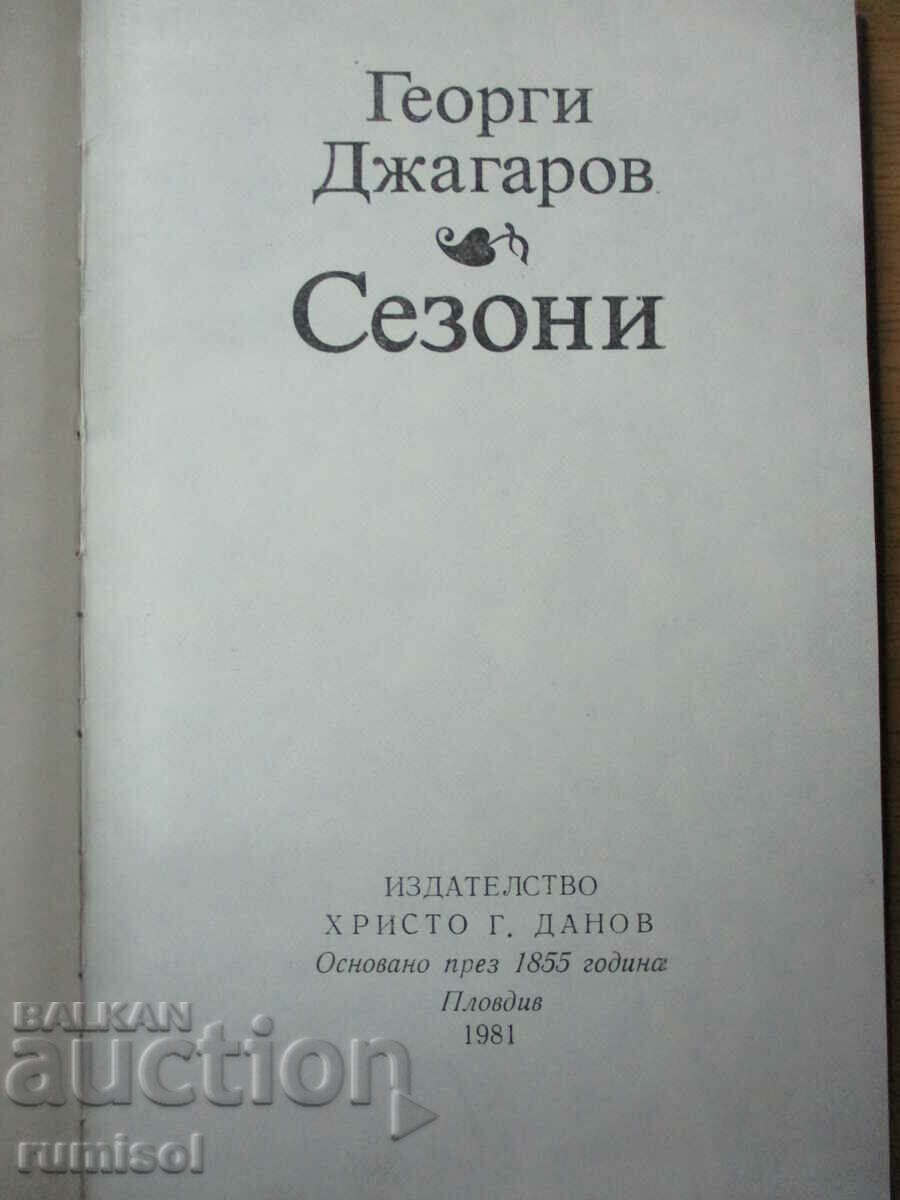 Георги
Джагаров
Сезони
ИЗДАТЕЛСТВО
ХРИСТО Г. ДАНОВ
Основано през 1855 година
Пловдив
1981
BALKAN
auction
rumisol